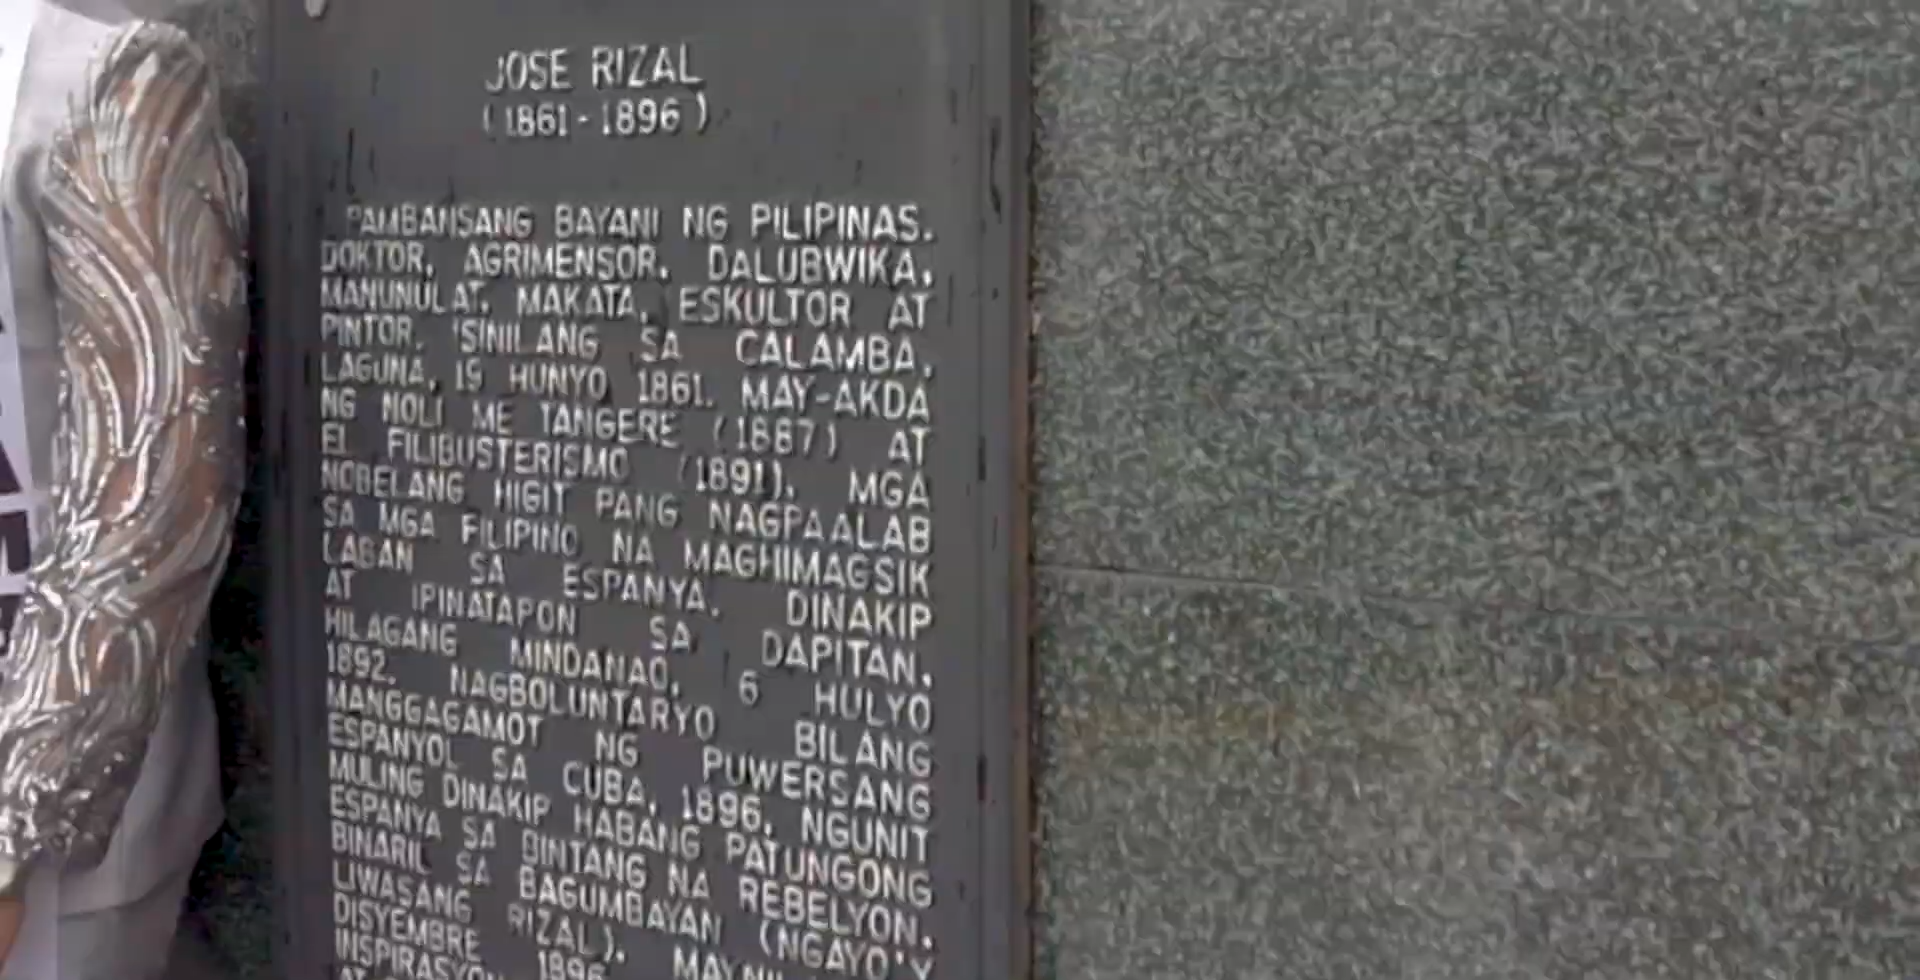 JOSE RIZAL
(1861-1896)
PAMBANSANG BAYANI NG PILIPINAS.
DOKTOR, AGRIMENSOR, DALUBWIKA,
MANUNULAT, MAKATA, ESKULTOR AT
PINTOR. ISINILANG SA CALAMBA,
LAGUNA, 19 HUNYO 1861. MAY-AKDA
NG NOLI ME TANGERE (1887) AT
EL FILIBUSTERISMO (1891), MGA
NOBELANG HIGIT PANG NAGPAALAB
SA MGA FILIPINO NA MAGHIMAGSIK
LABAN SA ESPANYA. DINAKIP
AT IPINATAPON SA DAPITAN,
HILAGANG MINDANAO, 6 HULYO
1892. NAGBOLUNTARYO BILANG
MANGGAGAMOT NG PUWERSANG
ESPANYOL SA CUBA, 1896, NGUNIT
MULING DINAKIP HABANG PATUNGONG
ESPANYA SA BINTANG NA REBELYON.
BINARIL SA BAGUMBAYAN (NGAYO'Y
LIWASANG RIZAL),
DISYEMBRE 1896.